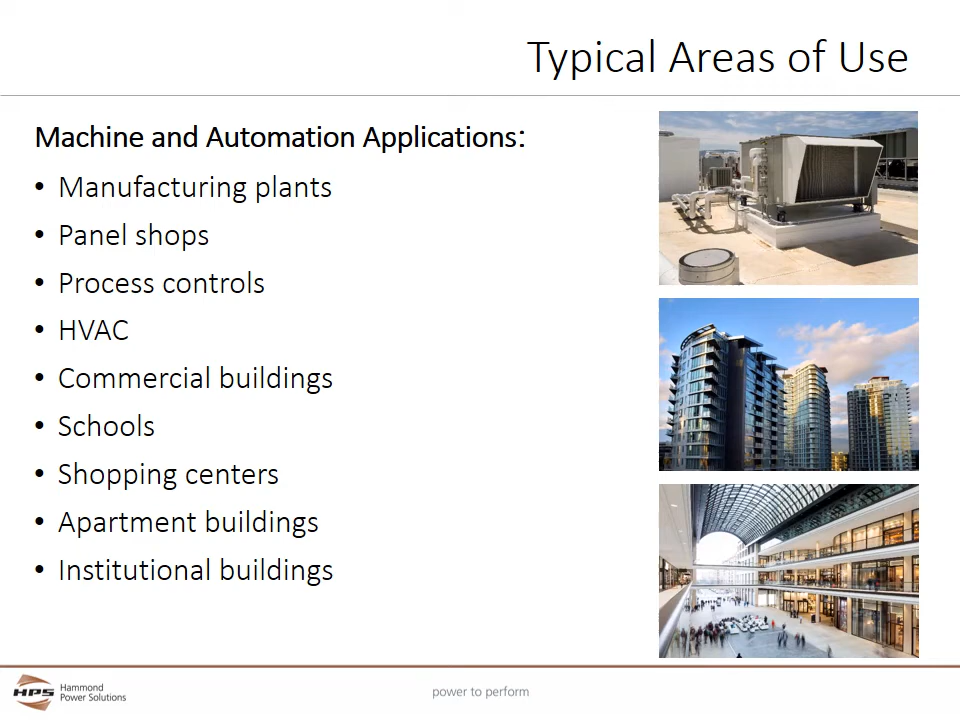 Typical Areas of Use
Machine and Automation Applications:
• Manufacturing plants
• Panel shops
• Process controls
• HVAC
• Commercial buildings
• Schools
• Shopping centers
• Apartment buildings
• Institutional buildings
HPS
Hammond
Power Solutions
power to perform